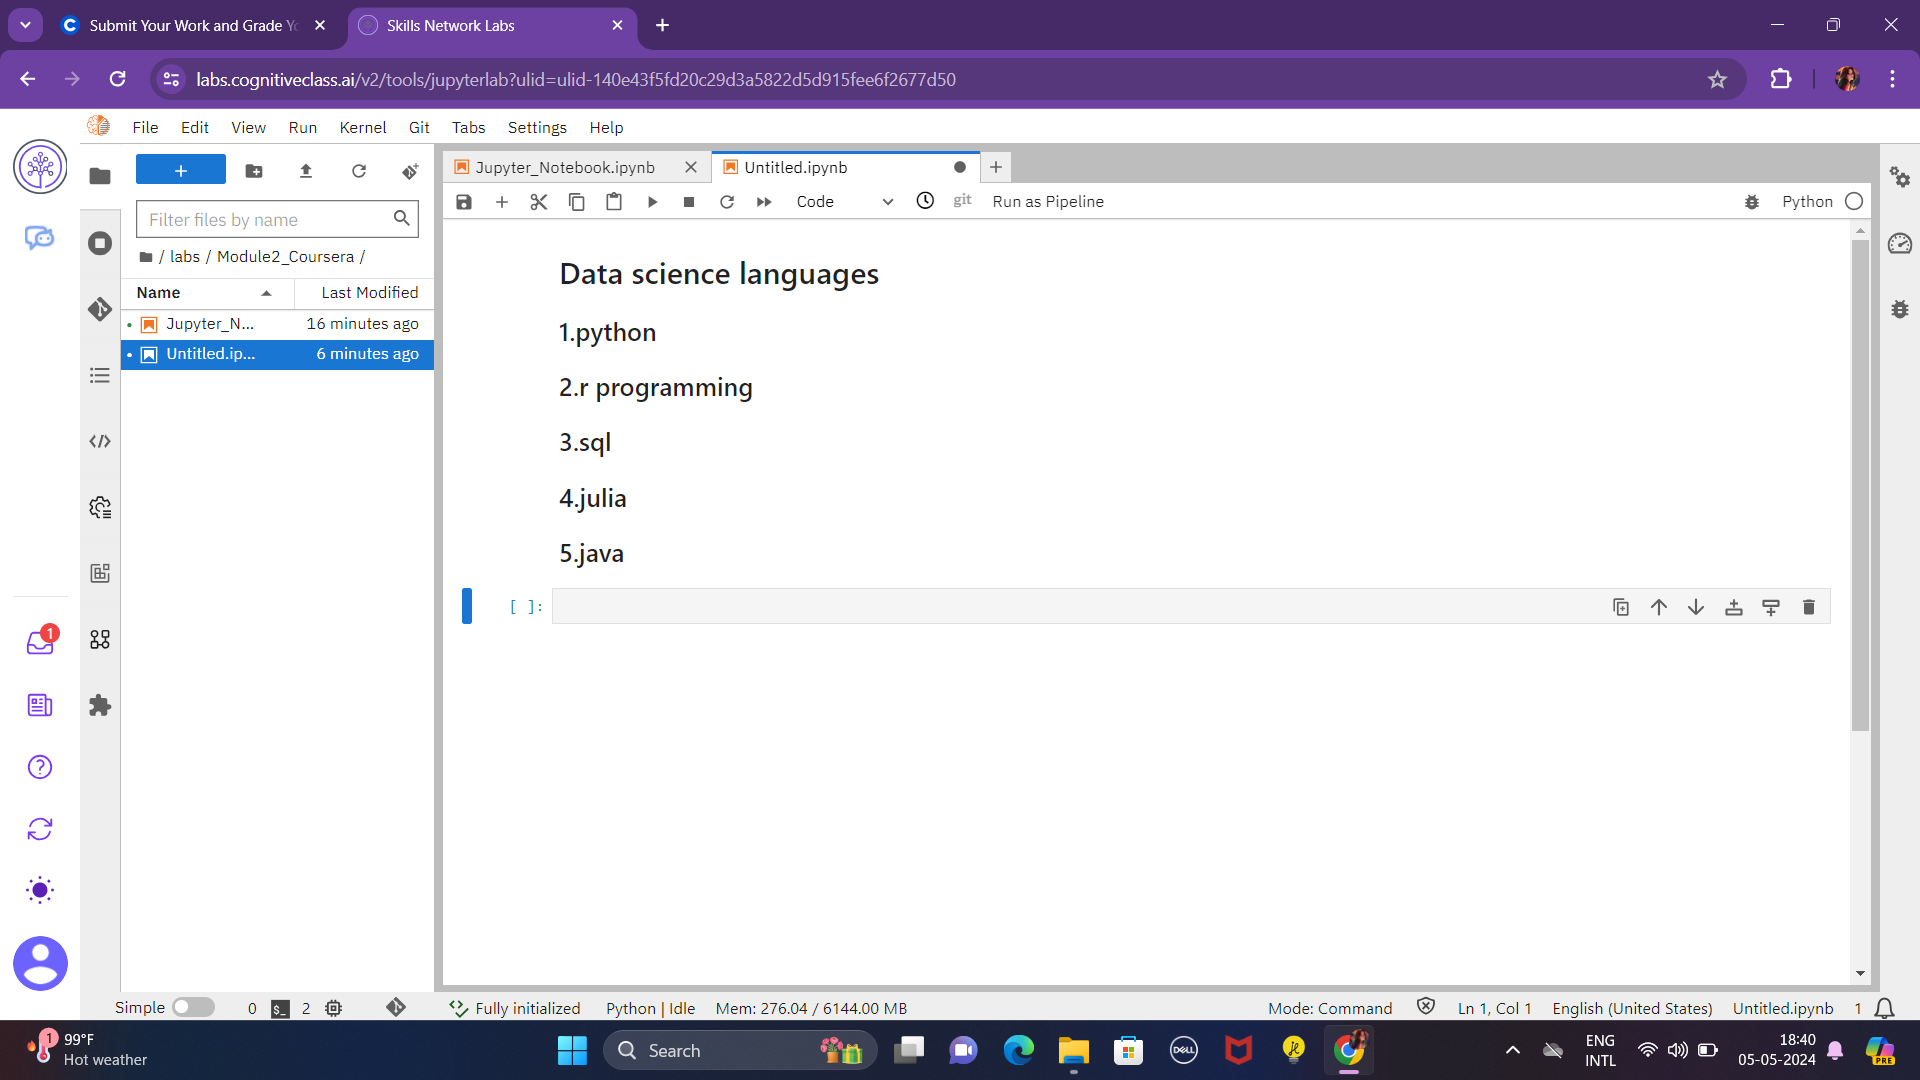 Submit Your Work and Grade Yo
Skills Network Labs
labs.cognitiveclass.ai/v2/tools/jupyterlab?ulid=ulid-140e43f5fd20c29d3a5822d5d915fee6f2677d50
File Edit View Run Kernel Git Tabs Settings Help
Jupyter_Notebook.ipynb
Untitled.ipynb
Code
git
Run as Pipeline
Python
Filter files by name
/ labs / Module2_Coursera /
Name Last Modified
Jupyter_N... 16 minutes ago
Untitled.ip... 6 minutes ago
Data science languages
1.python
2.r programming
3.sql
4.julia
5.java
[ ]:
1
Simple 0 $_ 2 Fully initialized Python | Idle Mem: 276.04 / 6144.00 MB Mode: Command Ln 1, Col 1 English (United States) Untitled.ipynb 1
1
99°F
Hot weather
Search
DELL
ENG
INTL
18:40
05-05-2024
PRE